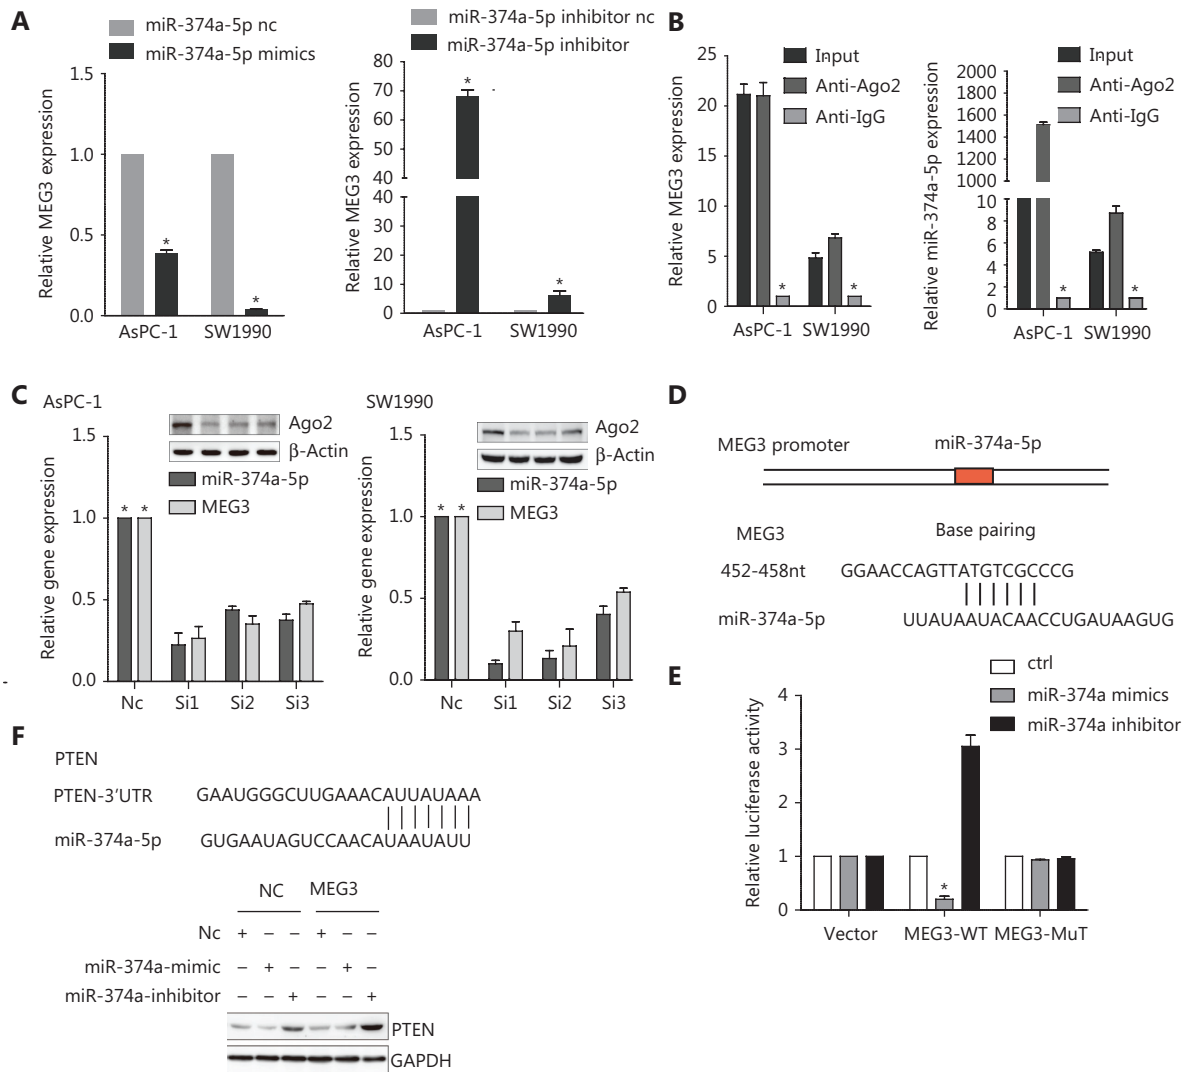 A
miR-374a-5p nc
miR-374a-5p mimics
Relative MEG3 expression
1.5
1.0
0.5
0.0
*
*
AsPC-1 SW1990
miR-374a-5p inhibitor nc
miR-374a-5p inhibitor
Relative MEG3 expression
80
70
60
50
40
40
30
20
10
0
*
*
AsPC-1 SW1990
B
Input
Anti-Ago2
Anti-IgG
Relative MEG3 expression
25
20
15
10
5
0
*
*
AsPC-1 SW1990
Input
Anti-Ago2
Anti-IgG
Relative miR-374a-5p expression
2000
1800
1600
1400
1200
1000
10
8
6
4
2
0
*
*
AsPC-1 SW1990
C
AsPC-1
Ago2
β-Actin
miR-374a-5p
MEG3
Relative gene expression
1.5
1.0
0.5
0.0
* *
Nc Si1 Si2 Si3
SW1990
Ago2
β-Actin
miR-374a-5p
MEG3
Relative gene expression
1.5
1.0
0.5
0.0
* *
Nc Si1 Si2 Si3
D
MEG3 promoter miR-374a-5p
MEG3 Base pairing
452-458nt GGAACCAGTTATGTCGCCCG
miR-374a-5p UUAUAAUACAACCUGAUAAGUG
E
ctrl
miR-374a mimics
miR-374a inhibitor
Relative luciferase activity
4
3
2
1
0
*
Vector MEG3-WT MEG3-MuT
F
PTEN
PTEN-3'UTR GAAUGGGCUUGAAACAUUAUAAA
miR-374a-5p GUGAAUAGUCCAACAUAAUAUU
NC MEG3
Nc + – – + – –
miR-374a-mimic – + – – + –
miR-374a-inhibitor – – + – – +
PTEN
GAPDH